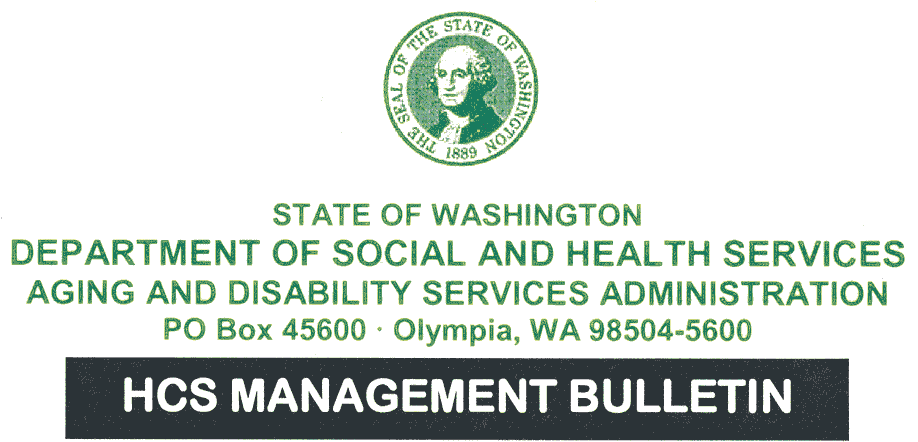 THE SEAL OF THE STATE OF WASHINGTON
1889
STATE OF WASHINGTON
DEPARTMENT OF SOCIAL AND HEALTH SERVICES
AGING AND DISABILITY SERVICES ADMINISTRATION
PO Box 45600 · Olympia, WA 98504-5600
HCS MANAGEMENT BULLETIN